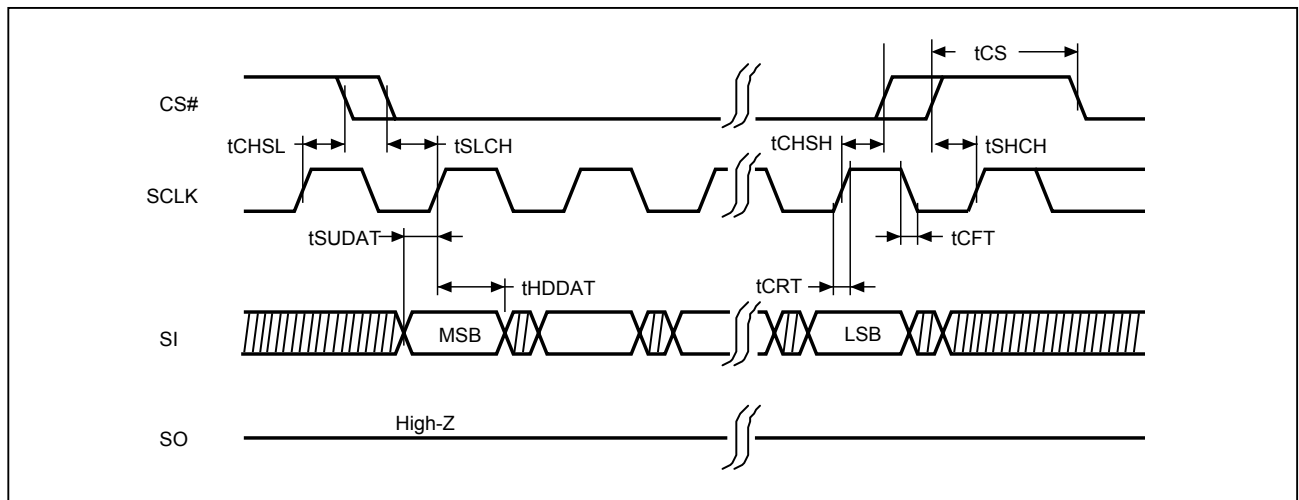 tCS
CS#
tCHSL
tSLCH
tCHSH
tSHCH
SCLK
tSUDAT
tCFT
tHDDAT
tCRT
SI
MSB
LSB
High-Z
SO